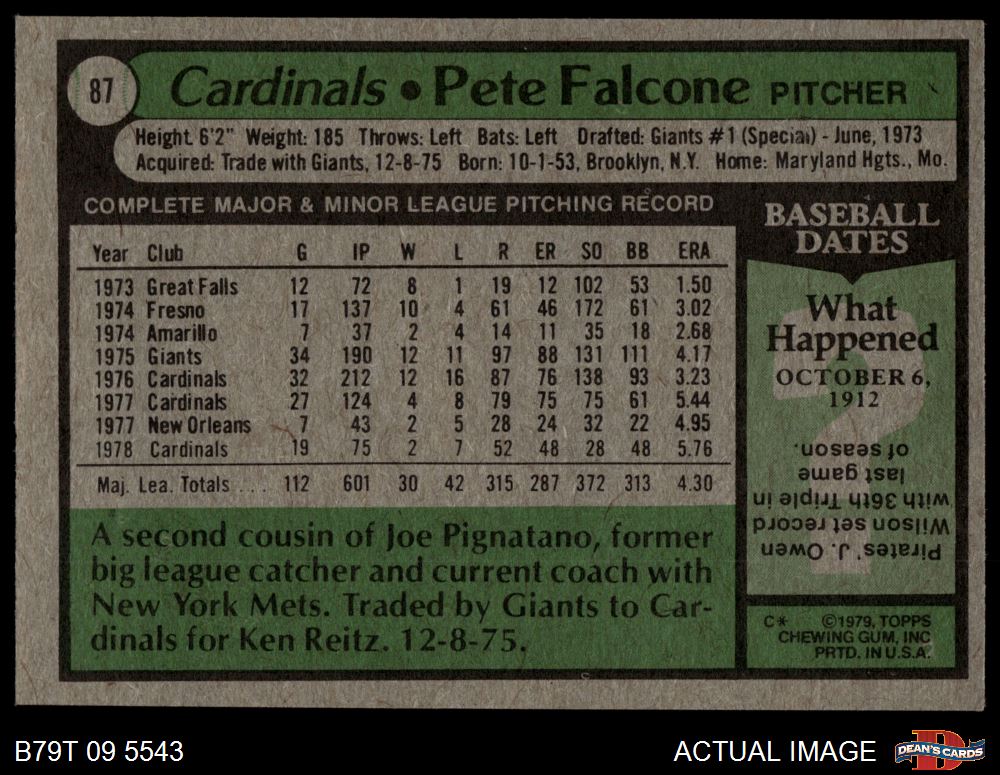 87
Cardinals • Pete Falcone PITCHER
Height. 6'2" Weight: 185 Throws: Left Bats: Left Drafted: Giants #1 (Special) - June, 1973
Acquired: Trade with Giants, 12-8-75 Born: 10-1-53, Brooklyn, N.Y. Home: Maryland Hgts., Mo.
COMPLETE MAJOR & MINOR LEAGUE PITCHING RECORD
Year Club G IP W L R ER SO BB ERA
1973 Great Falls 12 72 8 1 19 12 102 53 1.50
1974 Fresno 17 137 10 4 61 46 172 61 3.02
1974 Amarillo 7 37 2 4 14 11 35 18 2.68
1975 Giants 34 190 12 11 97 88 131 111 4.17
1976 Cardinals 32 212 12 16 87 76 138 93 3.23
1977 Cardinals 27 124 4 8 79 75 75 61 5.44
1977 New Orleans 7 43 2 5 28 24 32 22 4.95
1978 Cardinals 19 75 2 7 52 48 28 48 5.76
Maj. Lea. Totals .... 112 601 30 42 315 287 372 313 4.30
A second cousin of Joe Pignatano, former
big league catcher and current coach with
New York Mets. Traded by Giants to Car-
dinals for Ken Reitz. 12-8-75.
BASEBALL
DATES
What
Happened
OCTOBER 6,
1912
?
Pirates' J. Owen
Wilson set record
with 36th Triple in
last game
of season.
C* ©1979, TOPPS
CHEWING GUM, INC
PRTD. IN U.S.A.
B79T 09 5543
ACTUAL IMAGE
D
DEAN'S CARDS